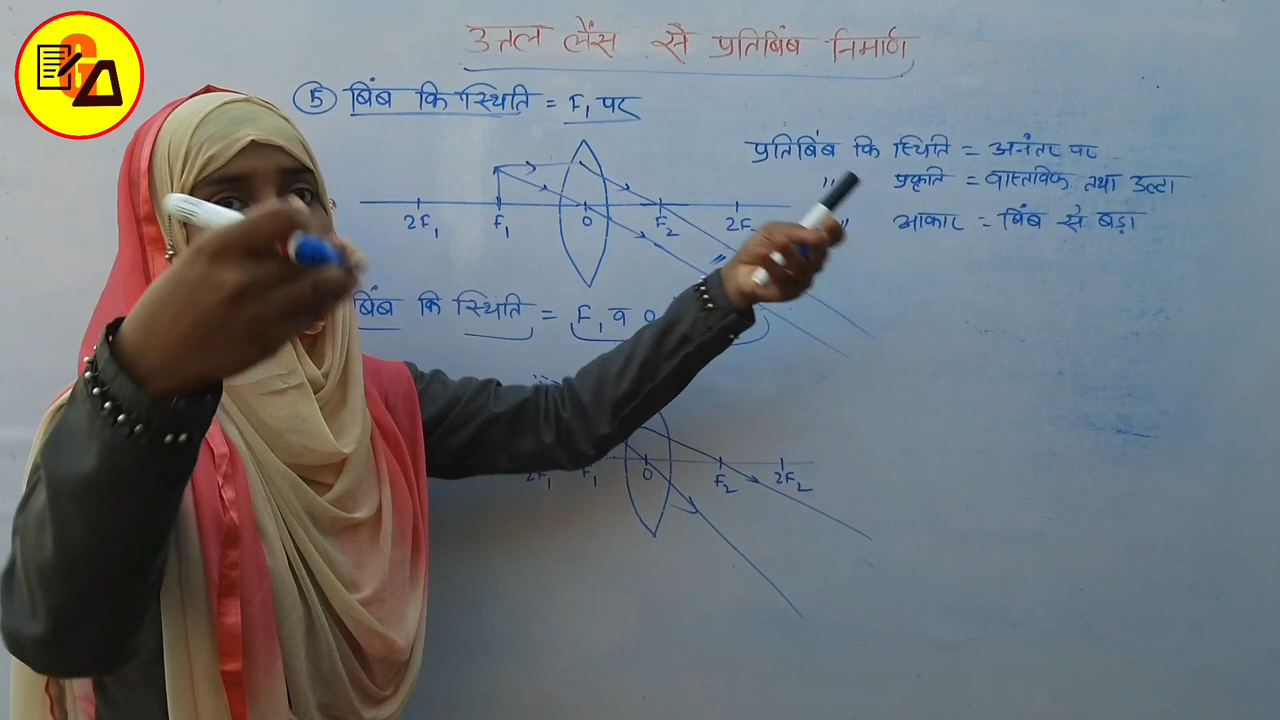 उत्तल लैंस से प्रतिबिंब निर्माण
⑤ बिंब कि स्थिति = F₁ पर
प्रतिबिंब कि स्थिति = अनंत पर
" प्रकृति = वास्तविक तथा उल्टा
" आकार = बिंब से बड़ा
2F₁ F₁ O F₂ 2F
बिंब कि स्थिति = F₁ व O
2F₁ F₁ O F₂ 2F₂